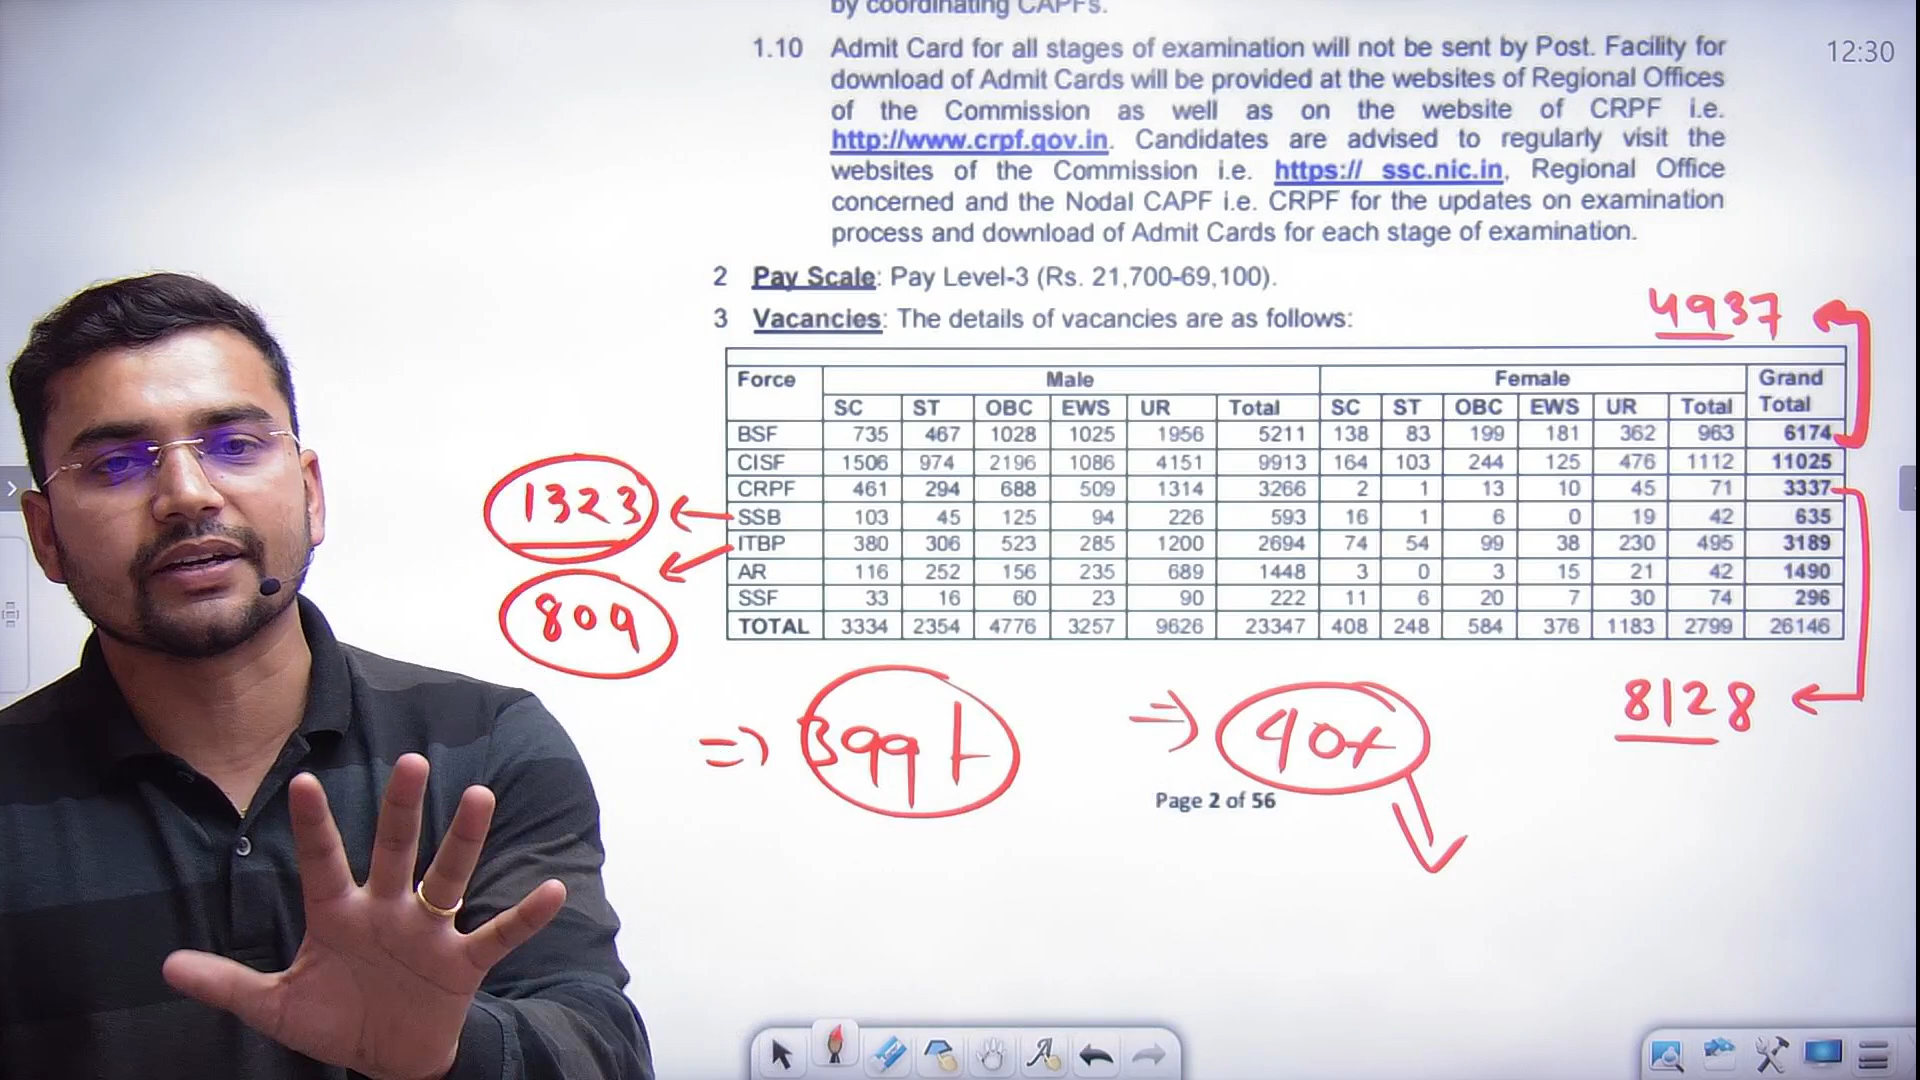 by coordinating CAPFs.
12:30
1.10 Admit Card for all stages of examination will not be sent by Post. Facility for
download of Admit Cards will be provided at the websites of Regional Offices
of the Commission as well as on the website of CRPF i.e.
http://www.crpf.gov.in. Candidates are advised to regularly visit the
websites of the Commission i.e. https:// ssc.nic.in, Regional Office
concerned and the Nodal CAPF i.e. CRPF for the updates on examination
process and download of Admit Cards for each stage of examination.
2 Pay Scale: Pay Level-3 (Rs. 21,700-69,100).
3 Vacancies: The details of vacancies are as follows:
4937
Force Male Female Grand Total
SC ST OBC EWS UR Total SC ST OBC EWS UR Total
BSF 735 467 1028 1025 1956 5211 138 83 199 181 362 963 6174
CISF 1506 974 2196 1086 4151 9913 164 103 244 125 476 1112 11025
CRPF 461 294 688 509 1314 3266 2 1 13 10 45 71 3337
SSB 103 45 125 94 226 593 16 1 6 0 19 42 635
ITBP 380 306 523 285 1200 2694 74 54 99 38 230 495 3189
AR 116 252 156 235 689 1448 3 0 3 15 21 42 1490
SSF 33 16 60 23 90 222 11 6 20 7 30 74 296
TOTAL 3334 2354 4776 3257 9626 23347 408 248 584 376 1183 2799 26146
1323
809
=> 399
=> 40+
8128
Page 2 of 56